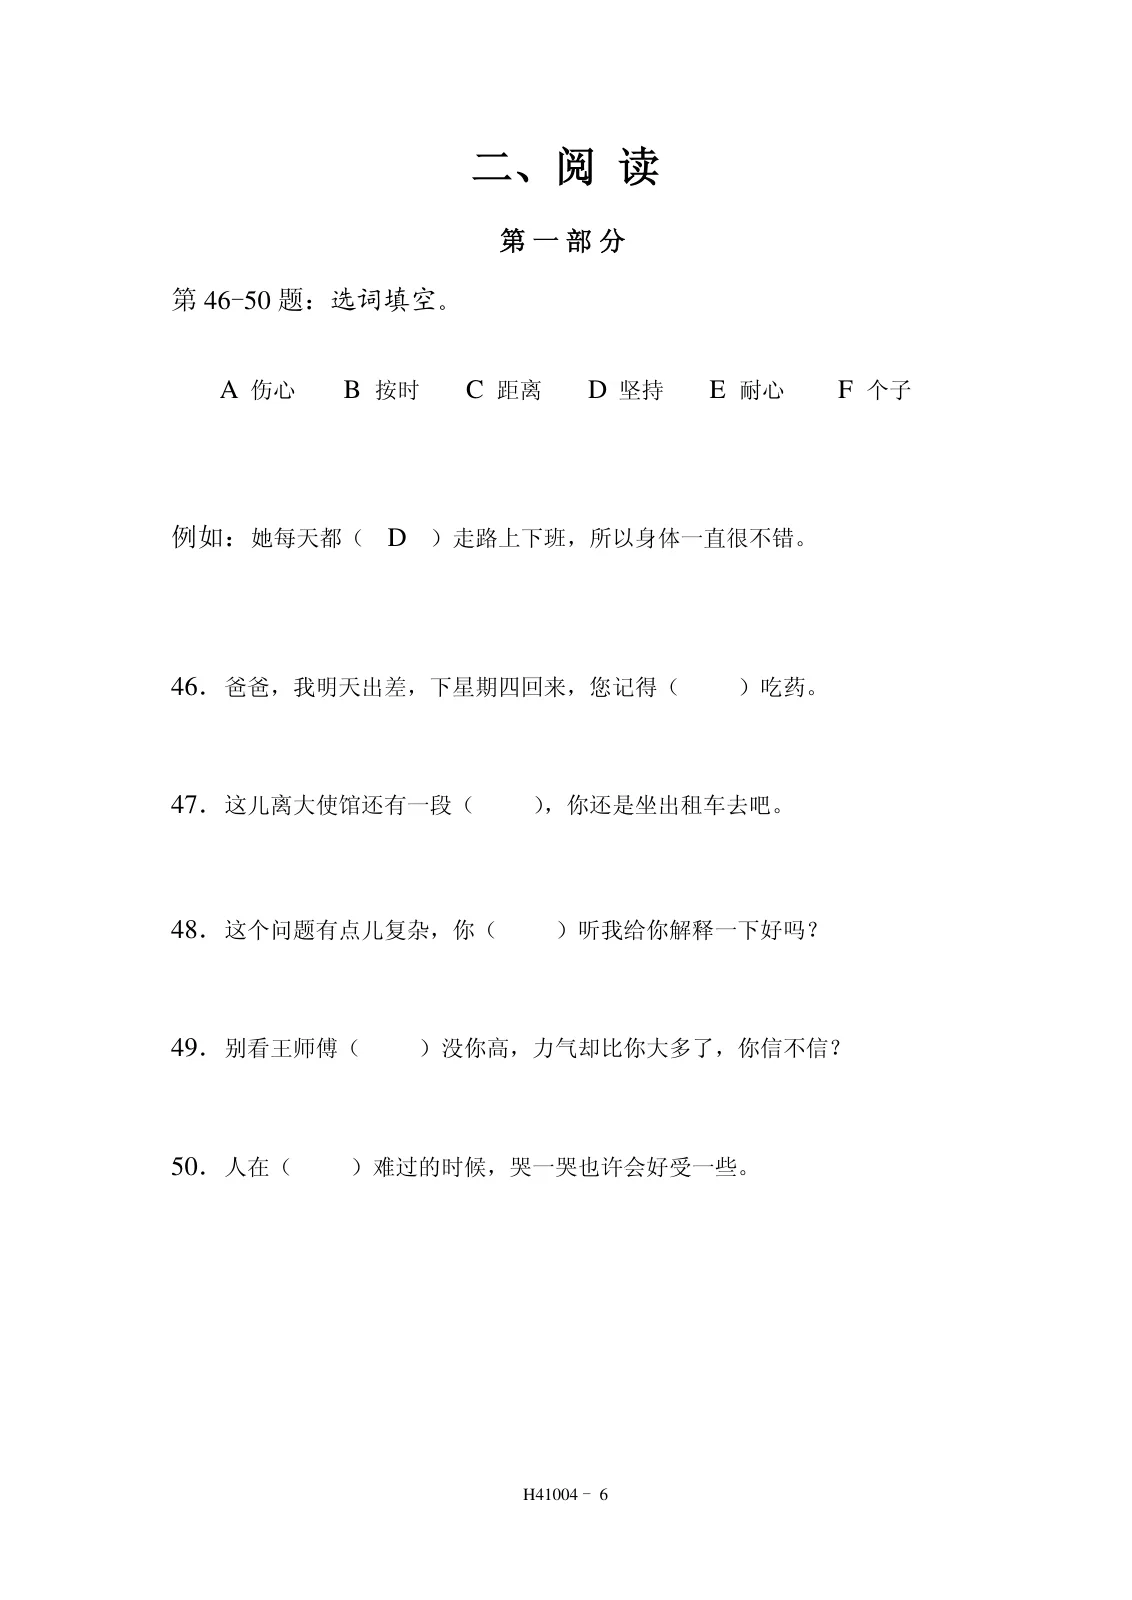 二、阅 读
第 一 部 分
第 46-50 题：选词填空。
A 伤心 B 按时 C 距离 D 坚持 E 耐心 F 个子
例如：她每天都（ D ）走路上下班，所以身体一直很不错。
46．爸爸，我明天出差，下星期四回来，您记得（ ）吃药。
47．这儿离大使馆还有一段（ ），你还是坐出租车去吧。
48．这个问题有点儿复杂，你（ ）听我给你解释一下好吗？
49．别看王师傅（ ）没你高，力气却比你大多了，你信不信？
50．人在（ ）难过的时候，哭一哭也许会好受一些。
H41004 - 6